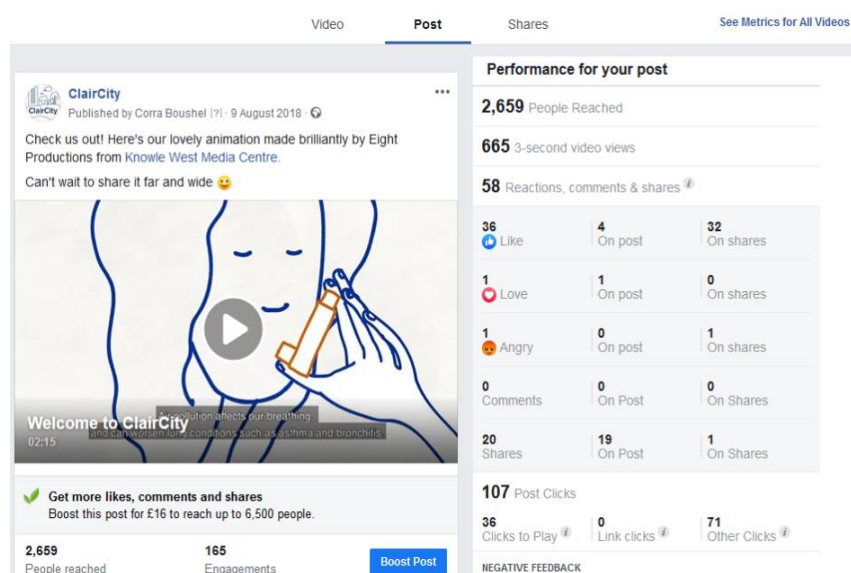 Video Post Shares See Metrics for All Videos
ClairCity
ClairCity
Published by Corra Boushel [?] · 9 August 2018 ·
Check us out! Here's our lovely animation made brilliantly by Eight
Productions from Knowle West Media Centre.
Can't wait to share it far and wide
Air pollution affects our breathing
and can worsen lung conditions such as asthma and bronchitis.
Welcome to ClairCity
02:15
Get more likes, comments and shares
Boost this post for £16 to reach up to 6,500 people.
2,659 165
People reached Engagements
Boost Post
Performance for your post
2,659 People Reached
665 3-second video views
58 Reactions, comments & shares i
36 4 32
Like On post On shares
1 1 0
Love On post On shares
1 0 1
Angry On post On shares
0 0 0
Comments On Post On Shares
20 19 1
Shares On Post On Shares
107 Post Clicks
36 0 71
Clicks to Play i Link clicks i Other Clicks i
NEGATIVE FEEDBACK